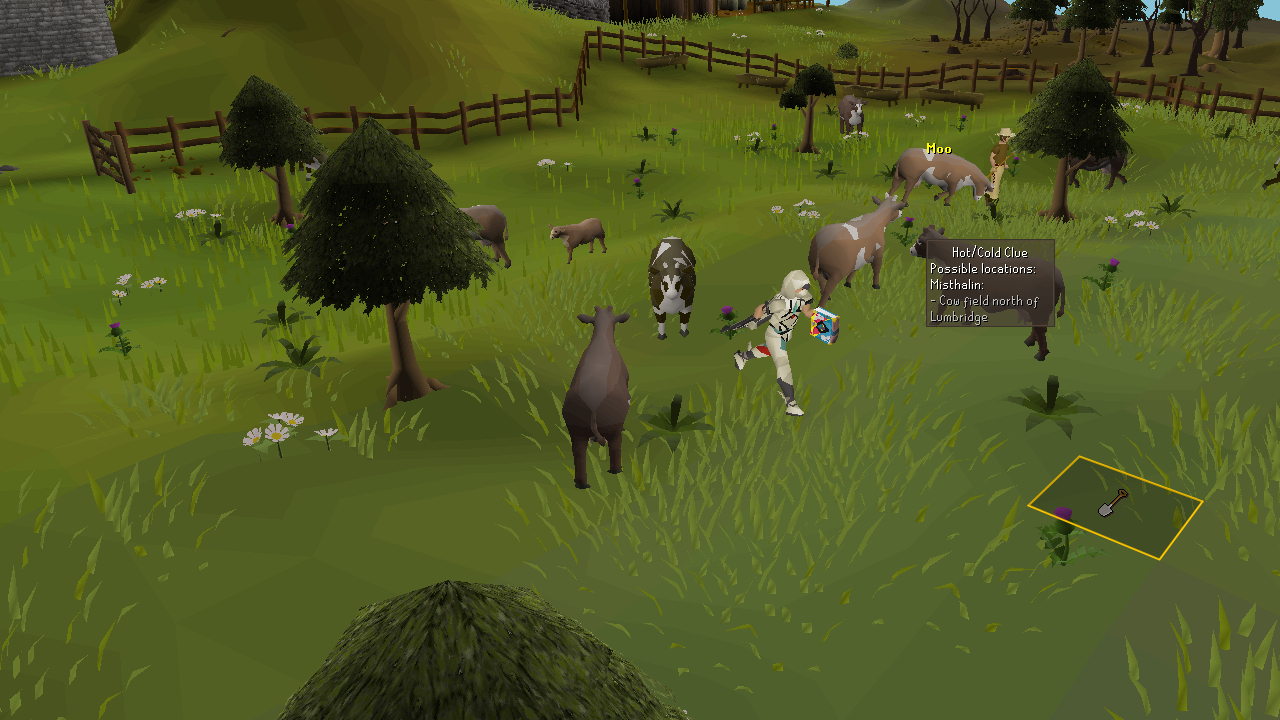 Moo
Hot/Cold Clue
Possible locations:
Misthalin:
- Cow field north of
Lumbridge